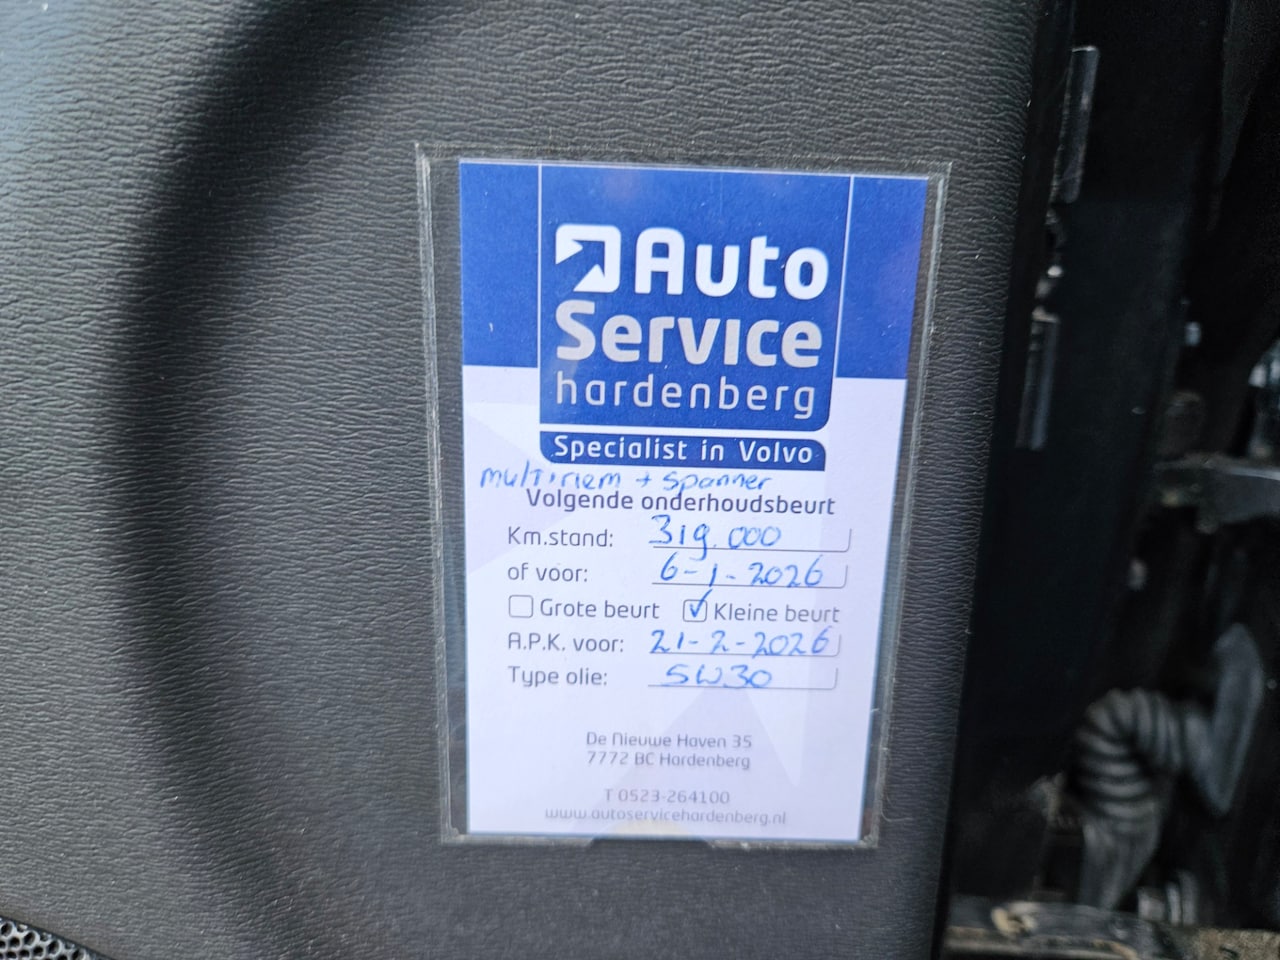 Auto
Service
hardenberg
Specialist in Volvo
multiriem + spanner
Volgende onderhoudsbeurt
Km.stand: 319.000
of voor: 6-1-2026
Grote beurt Kleine beurt
A.P.K. voor: 21-2-2026
Type olie: 5W30
De Nieuwe Haven 35
7772 BC Hardenberg
T 0523-264100
www.autoservicehardenberg.nl